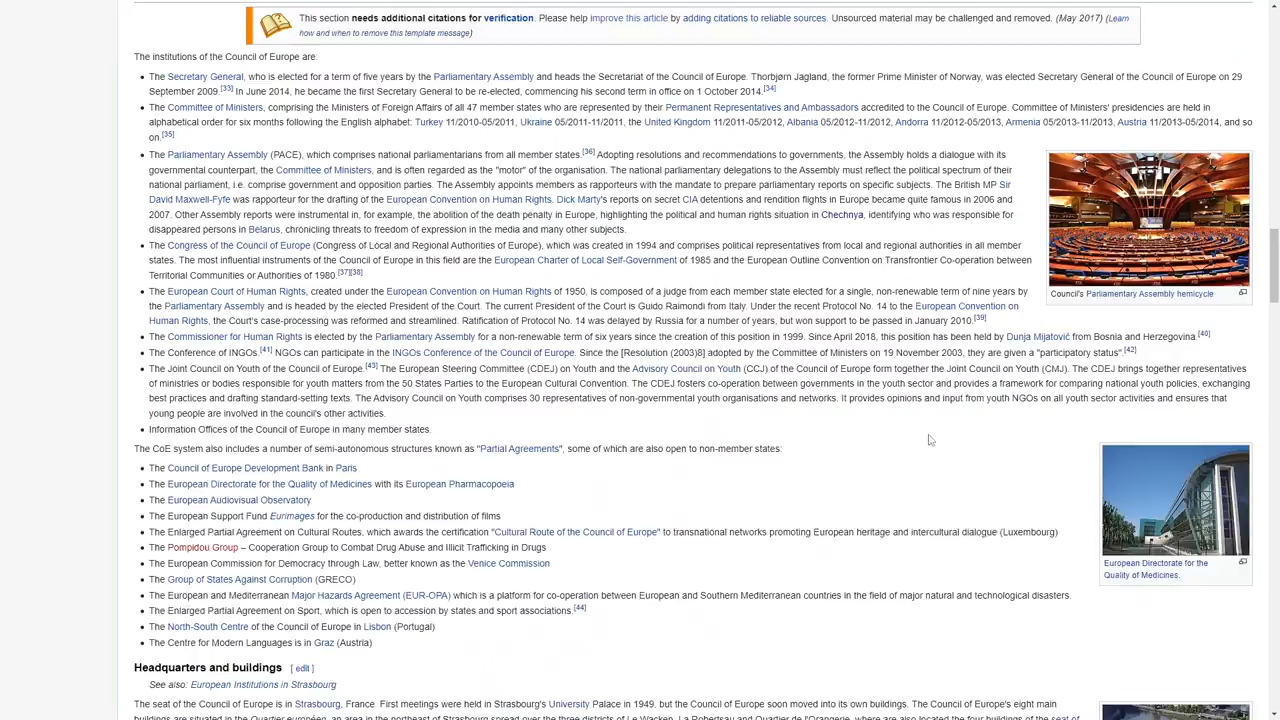 This section needs additional citations for verification. Please help improve this article by adding citations to reliable sources. Unsourced material may be challenged and removed. (May 2017) (Learn
how and when to remove this template message)
The institutions of the Council of Europe are:
• The Secretary General, who is elected for a term of five years by the Parliamentary Assembly and heads the Secretariat of the Council of Europe. Thorbjørn Jagland, the former Prime Minister of Norway, was elected Secretary General of the Council of Europe on 29
September 2009.[33] In June 2014, he became the first Secretary General to be re-elected, commencing his second term in office on 1 October 2014.[34]
• The Committee of Ministers, comprising the Ministers of Foreign Affairs of all 47 member states who are represented by their Permanent Representatives and Ambassadors accredited to the Council of Europe. Committee of Ministers' presidencies are held in
alphabetical order for six months following the English alphabet: Turkey 11/2010-05/2011, Ukraine 05/2011-11/2011, the United Kingdom 11/2011-05/2012, Albania 05/2012-11/2012, Andorra 11/2012-05/2013, Armenia 05/2013-11/2013, Austria 11/2013-05/2014, and so
on.[35]
• The Parliamentary Assembly (PACE), which comprises national parliamentarians from all member states.[36] Adopting resolutions and recommendations to governments, the Assembly holds a dialogue with its
governmental counterpart, the Committee of Ministers, and is often regarded as the "motor" of the organisation. The national parliamentary delegations to the Assembly must reflect the political spectrum of their
national parliament, i.e. comprise government and opposition parties. The Assembly appoints members as rapporteurs with the mandate to prepare parliamentary reports on specific subjects. The British MP Sir
David Maxwell-Fyfe was rapporteur for the drafting of the European Convention on Human Rights. Dick Marty's reports on secret CIA detentions and rendition flights in Europe became quite famous in 2006 and
2007. Other Assembly reports were instrumental in, for example, the abolition of the death penalty in Europe, highlighting the political and human rights situation in Chechnya, identifying who was responsible for
disappeared persons in Belarus, chronicling threats to freedom of expression in the media and many other subjects.
• The Congress of the Council of Europe (Congress of Local and Regional Authorities of Europe), which was created in 1994 and comprises political representatives from local and regional authorities in all member
states. The most influential instruments of the Council of Europe in this field are the European Charter of Local Self-Government of 1985 and the European Outline Convention on Transfrontier Co-operation between
Territorial Communities or Authorities of 1980.[37][38]
• The European Court of Human Rights, created under the European Convention on Human Rights of 1950, is composed of a judge from each member state elected for a single, non-renewable term of nine years by
the Parliamentary Assembly and is headed by the elected President of the Court. The current President of the Court is Guido Raimondi from Italy. Under the recent Protocol No. 14 to the European Convention on
Human Rights, the Court's case-processing was reformed and streamlined. Ratification of Protocol No. 14 was delayed by Russia for a number of years, but won support to be passed in January 2010.[39]
Council's Parliamentary Assembly hemicycle
• The Commissioner for Human Rights is elected by the Parliamentary Assembly for a non-renewable term of six years since the creation of this position in 1999. Since April 2018, this position has been held by Dunja Mijatović from Bosnia and Herzegovina.[40]
• The Conference of INGOs.[41] NGOs can participate in the INGOs Conference of the Council of Europe. Since the [Resolution (2003)8] adopted by the Committee of Ministers on 19 November 2003, they are given a "participatory status".[42]
• The Joint Council on Youth of the Council of Europe.[43] The European Steering Committee (CDEJ) on Youth and the Advisory Council on Youth (CCJ) of the Council of Europe form together the Joint Council on Youth (CMJ). The CDEJ brings together representatives
of ministries or bodies responsible for youth matters from the 50 States Parties to the European Cultural Convention. The CDEJ fosters co-operation between governments in the youth sector and provides a framework for comparing national youth policies, exchanging
best practices and drafting standard-setting texts. The Advisory Council on Youth comprises 30 representatives of non-governmental youth organisations and networks. It provides opinions and input from youth NGOs on all youth sector activities and ensures that
young people are involved in the council's other activities.
• Information Offices of the Council of Europe in many member states.
The CoE system also includes a number of semi-autonomous structures known as "Partial Agreements", some of which are also open to non-member states:
• The Council of Europe Development Bank in Paris
• The European Directorate for the Quality of Medicines with its European Pharmacopoeia
• The European Audiovisual Observatory
• The European Support Fund Eurimages for the co-production and distribution of films
• The Enlarged Partial Agreement on Cultural Routes, which awards the certification "Cultural Route of the Council of Europe" to transnational networks promoting European heritage and intercultural dialogue (Luxembourg)
• The Pompidou Group – Cooperation Group to Combat Drug Abuse and Illicit Trafficking in Drugs
• The European Commission for Democracy through Law, better known as the Venice Commission
• The Group of States Against Corruption (GRECO)
• The European and Mediterranean Major Hazards Agreement (EUR-OPA) which is a platform for co-operation between European and Southern Mediterranean countries in the field of major natural and technological disasters.
• The Enlarged Partial Agreement on Sport, which is open to accession by states and sport associations.[44]
• The North-South Centre of the Council of Europe in Lisbon (Portugal)
• The Centre for Modern Languages is in Graz (Austria)
European Directorate for the
Quality of Medicines.
Headquarters and buildings [ edit ]
See also: European Institutions in Strasbourg
The seat of the Council of Europe is in Strasbourg, France. First meetings were held in Strasbourg's University Palace in 1949, but the Council of Europe soon moved into its own buildings. The Council of Europe's eight main
buildings are situated in the Quartier européen, an area in the northeast of Strasbourg spread over the three districts of Le Wacken, La Robertsau and Quartier de l'Orangerie, where are also located the four buildings of the seat of